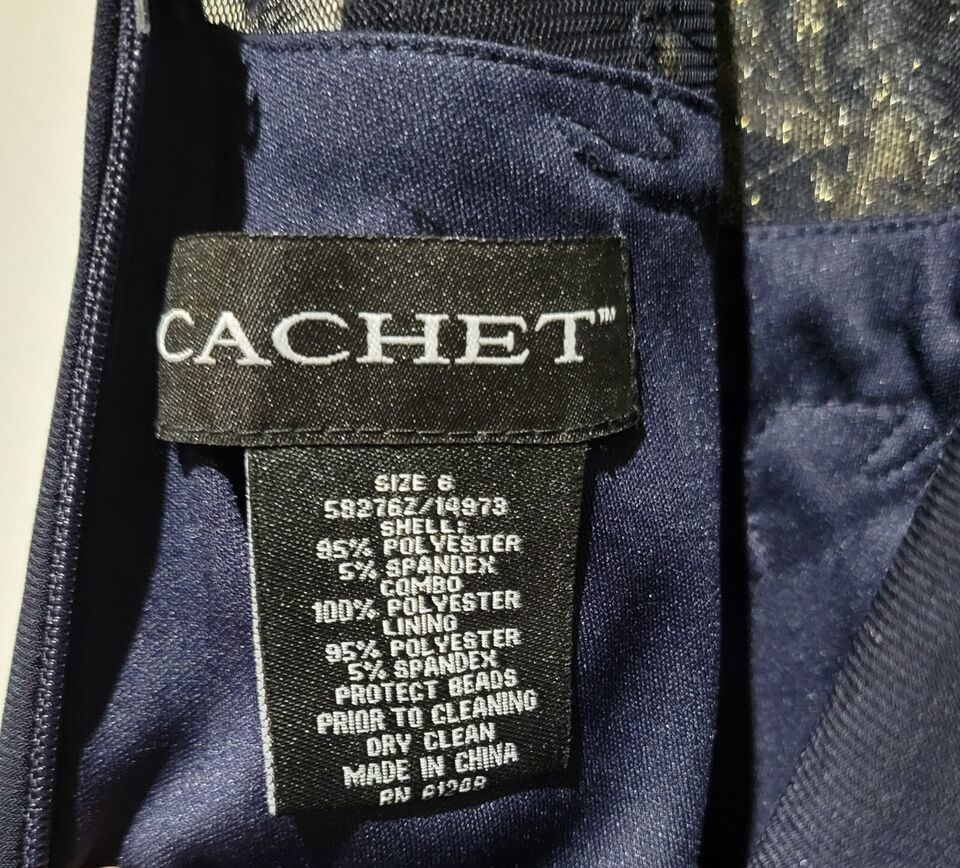 CACHET™
SIZE 6
58276Z/14973
SHELL:
95% POLYESTER
5% SPANDEX
COMBO
100% POLYESTER
LINING
95% POLYESTER
5% SPANDEX
PROTECT BEADS
PRIOR TO CLEANING
DRY CLEAN
MADE IN CHINA
RN